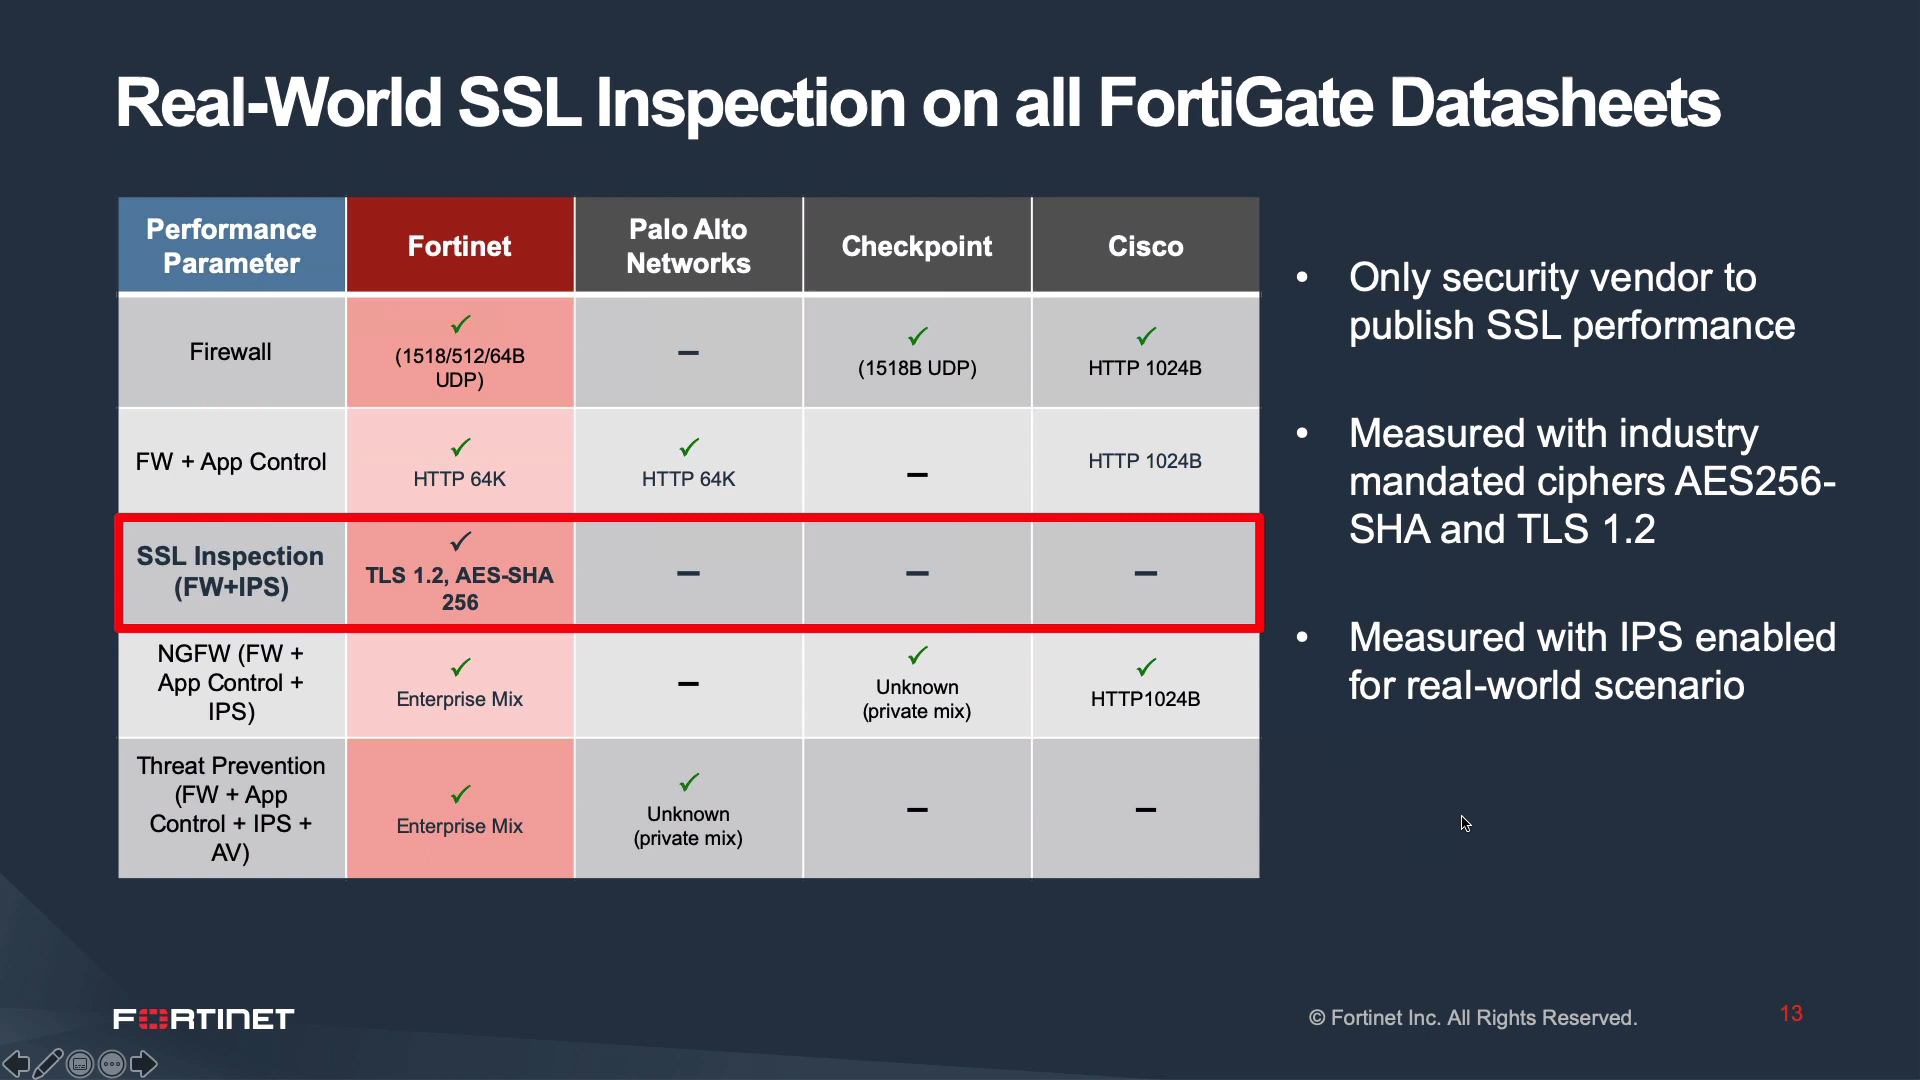 Real-World SSL Inspection on all FortiGate Datasheets
Performance
Parameter
Fortinet
Palo Alto
Networks
Checkpoint
Cisco
Firewall
✓
(1518/512/64B
UDP)
–
✓
(1518B UDP)
✓
HTTP 1024B
FW + App Control
✓
HTTP 64K
✓
HTTP 64K
–
HTTP 1024B
SSL Inspection
(FW+IPS)
✓
TLS 1.2, AES-SHA
256
–
–
–
NGFW (FW +
App Control +
IPS)
✓
Enterprise Mix
–
✓
Unknown
(private mix)
✓
HTTP1024B
Threat Prevention
(FW + App
Control + IPS +
AV)
✓
Enterprise Mix
✓
Unknown
(private mix)
–
–
• Only security vendor to
publish SSL performance
• Measured with industry
mandated ciphers AES256-
SHA and TLS 1.2
• Measured with IPS enabled
for real-world scenario
FORTINET
© Fortinet Inc. All Rights Reserved.
13